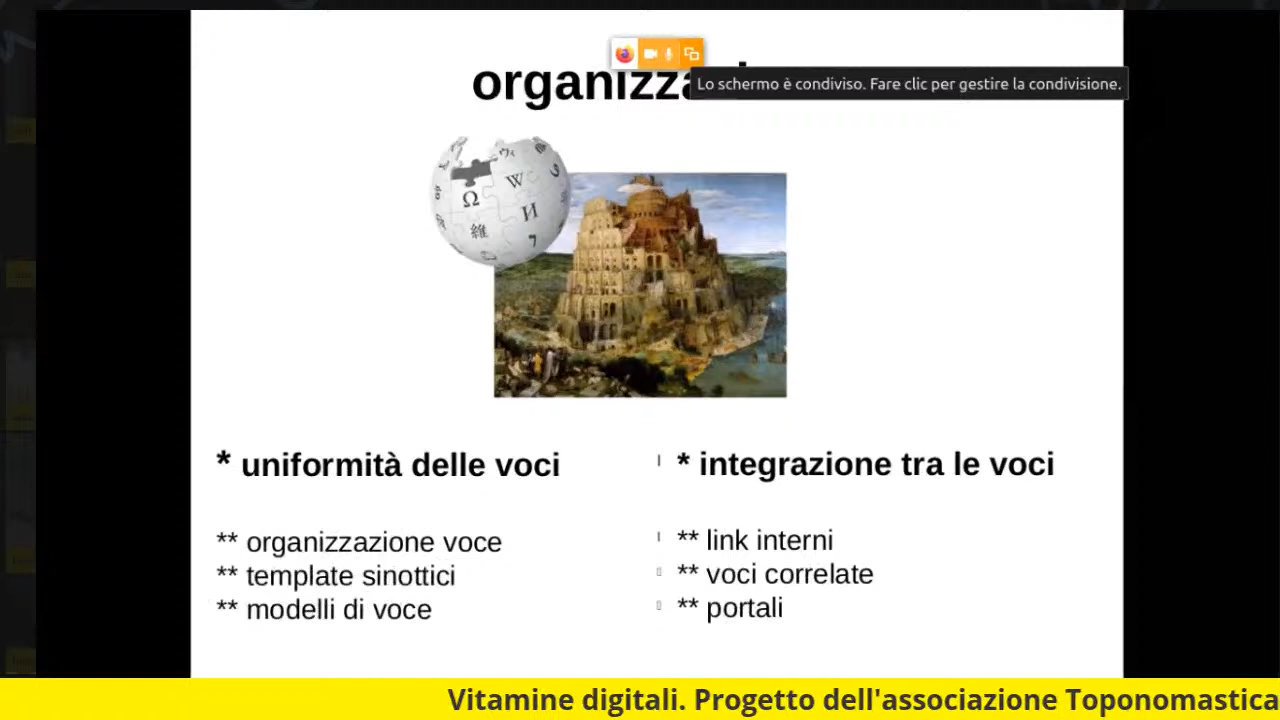 Lo schermo è condiviso. Fare clic per gestire la condivisione.
Ω W И
維
* uniformità delle voci
** organizzazione voce
** template sinottici
** modelli di voce
* integrazione tra le voci
** link interni
** voci correlate
** portali
Vitamine digitali. Progetto dell'associazione Toponomastica